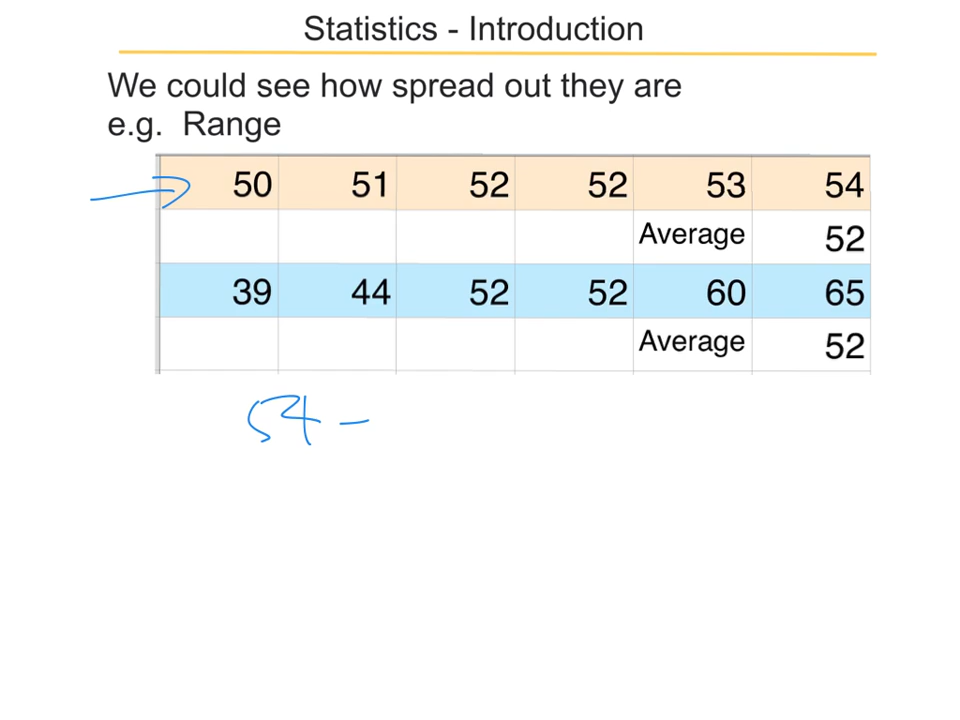 Statistics - Introduction
We could see how spread out they are
e.g. Range
50 51 52 52 53 54
Average 52
39 44 52 52 60 65
Average 52
54 -